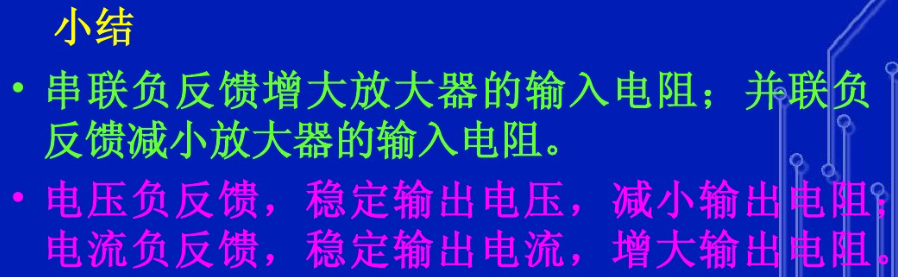 小结
• 串联负反馈增大放大器的输入电阻；并联负
反馈减小放大器的输入电阻。
• 电压负反馈，稳定输出电压，减小输出电阻；
电流负反馈，稳定输出电流，增大输出电阻。